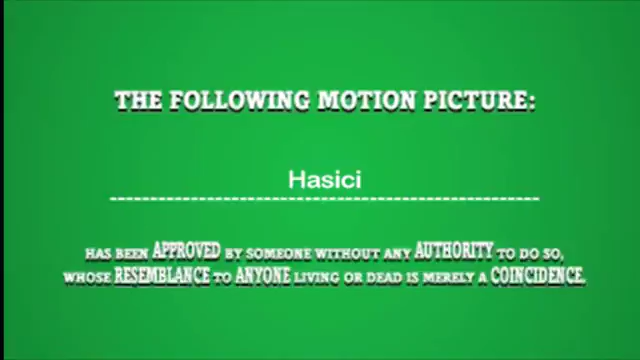 THE FOLLOWING MOTION PICTURE:
Hasici
HAS BEEN APPROVED BY SOMEONE WITHOUT ANY AUTHORITY TO DO SO,
WHOSE RESEMBLANCE TO ANYONE LIVING OR DEAD IS MERELY A COINCIDENCE.